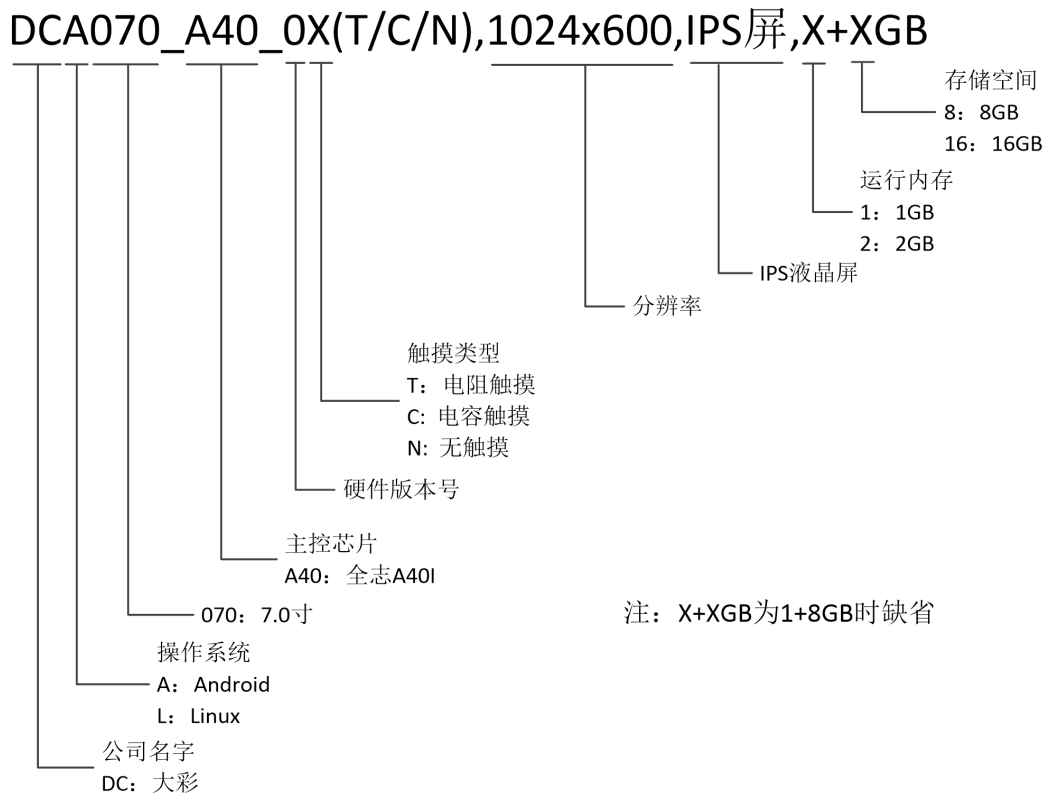 DCA070_A40_0X(T/C/N),1024x600,IPS屏,X+XGB
存储空间
8：8GB
16：16GB
运行内存
1：1GB
2：2GB
IPS液晶屏
分辨率
触摸类型
T：电阻触摸
C: 电容触摸
N: 无触摸
硬件版本号
主控芯片
A40：全志A40I
070：7.0寸
注：X+XGB为1+8GB时缺省
操作系统
A：Android
L：Linux
公司名字
DC：大彩